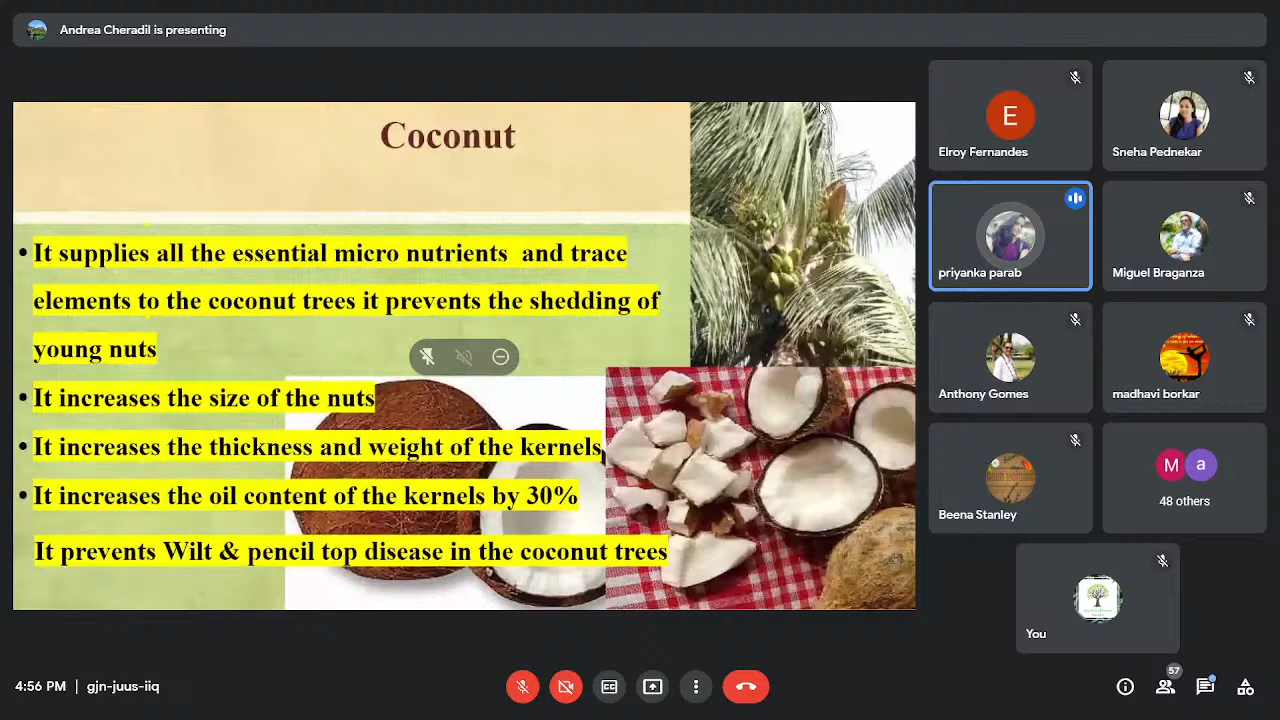 Andrea Cheradil is presenting
Coconut
• It supplies all the essential micro nutrients and trace
elements to the coconut trees it prevents the shedding of
young nuts
• It increases the size of the nuts
• It increases the thickness and weight of the kernels
• It increases the oil content of the kernels by 30%
It prevents Wilt & pencil top disease in the coconut trees
E
Elroy Fernandes
Sneha Pednekar
priyanka parab
Miguel Braganza
Anthony Gomes
madhavi borkar
Beena Stanley
M a
48 others
You
4:56 PM | gjn-juus-iiq
57